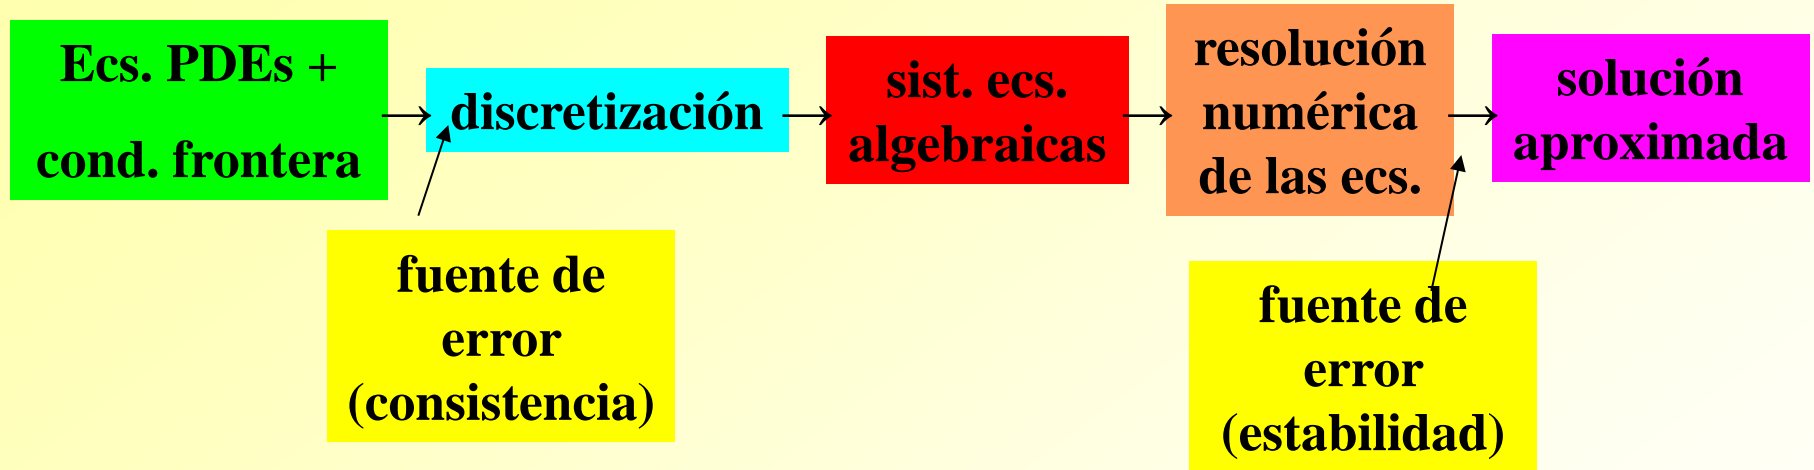 Ecs. PDEs +
cond. frontera
→
discretización
→
sist. ecs.
algebraicas
→
resolución
numérica
de las ecs.
→
solución
aproximada
fuente de
error
(consistencia)
fuente de
error
(estabilidad)